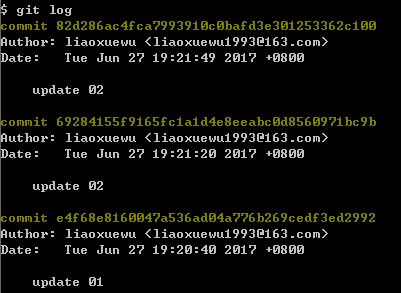 $ git log
commit 82d286ac4fca7993910c0bafd3e301253362c100
Author: liaoxuewu <liaoxuewu1993@163.com>
Date:   Tue Jun 27 19:21:49 2017 +0800
update 02
commit 69284155f9165fc1a1d4e8eeabc0d8560971bc9b
Author: liaoxuewu <liaoxuewu1993@163.com>
Date:   Tue Jun 27 19:21:20 2017 +0800
update 02
commit e4f68e8160047a536ad04a776b269cedf3ed2992
Author: liaoxuewu <liaoxuewu1993@163.com>
Date:   Tue Jun 27 19:20:40 2017 +0800
update 01